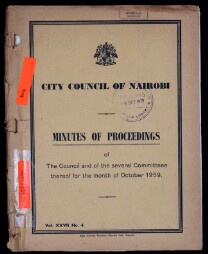 CITY COUNCIL OF NAIROBI
MINUTES OF PROCEEDINGS
of
The Council and of the several Committees
thereof for the month of October 1959.
Vol. XXVII No. 4